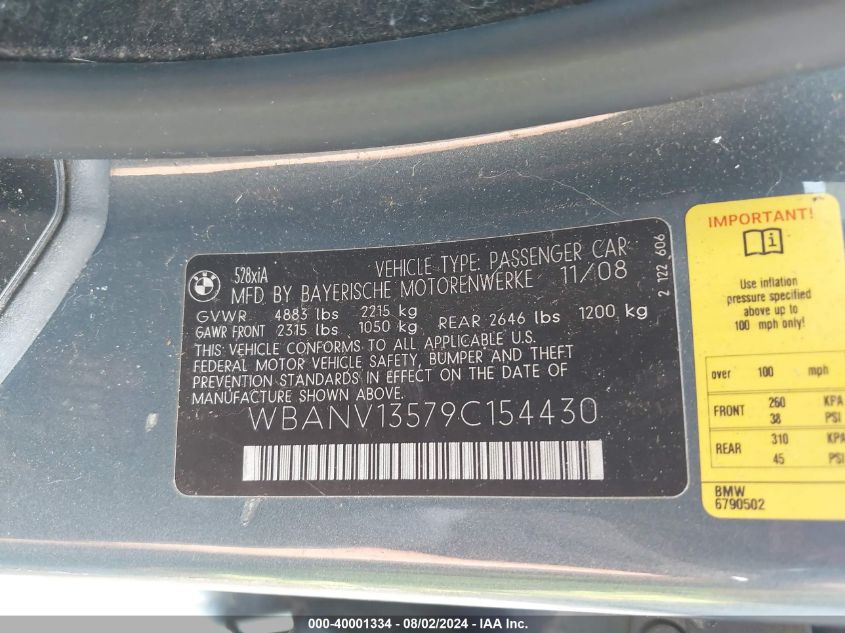 BMW
528xiA
VEHICLE TYPE: PASSENGER CAR
MFD BY BAYERISCHE MOTORENWERKE 11/08
GVWR 4883 lbs 2215 kg
GAWR FRONT 2315 lbs 1050 kg REAR 2646 lbs 1200 kg
THIS VEHICLE CONFORMS TO ALL APPLICABLE U.S.
FEDERAL MOTOR VEHICLE SAFETY, BUMPER AND THEFT
PREVENTION STANDARDS IN EFFECT ON THE DATE OF
MANUFACTURE SHOWN ABOVE.
WBANV13579C154430
2 122 606
IMPORTANT!
Use inflation
pressure specified
above up to
100 mph only!
over 100 mph
FRONT 260 KPA
38 PSI
REAR 310 KPA
45 PSI
BMW
6790502
000-40001334 - 08/02/2024 - IAA Inc.